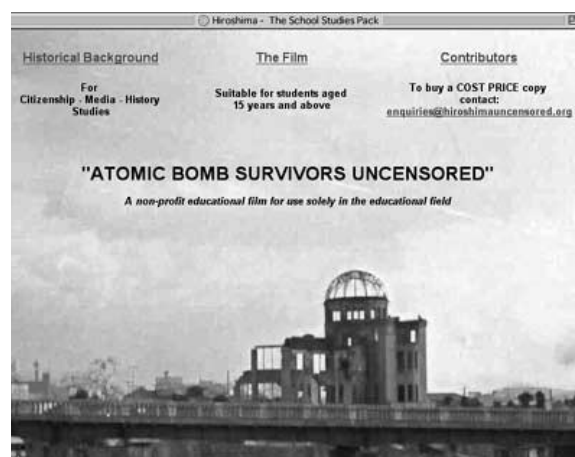 Hiroshima - The School Studies Pack
Historical Background
For
Citizenship - Media - History
Studies
The Film
Suitable for students aged
15 years and above
Contributors
To buy a COST PRICE copy
contact:
enquiries@hiroshimauncensored.org
"ATOMIC BOMB SURVIVORS UNCENSORED"
A non-profit educational film for use solely in the educational field